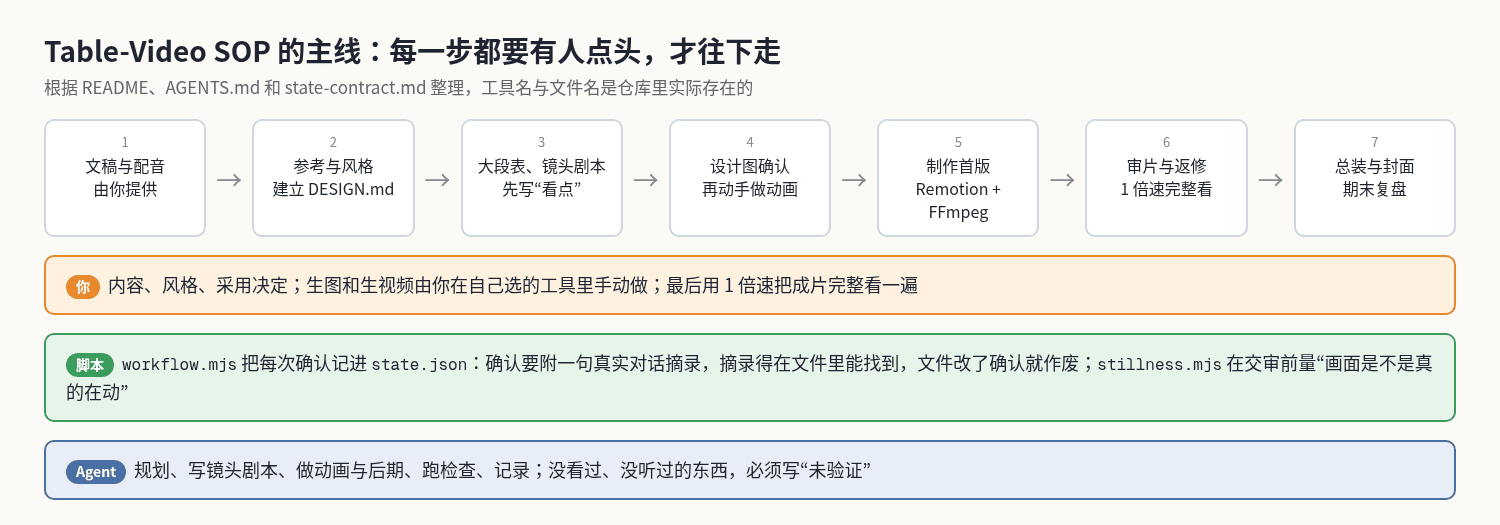 Table-Video SOP 的主线：每一步都要有人点头，才往下走
根据 README、AGENTS.md 和 state-contract.md 整理，工具名与文件名是仓库里实际存在的
1
文稿与配音
由你提供
→
2
参考与风格
建立 DESIGN.md
→
3
大段表、镜头剧本
先写“看点”
→
4
设计图确认
再动手做动画
→
5
制作首版
Remotion +
FFmpeg
→
6
审片与返修
1 倍速完整看
→
7
总装与封面
期末复盘
你 内容、风格、采用决定；生图和生视频由你在自己选的工具里手动做；最后用 1 倍速把成片完整看一遍
脚本 workflow.mjs 把每次确认记进 state.json：确认要附一句真实对话摘录，摘录得在文件里能找到，文件改了确认就作废；stillness.mjs 在交审前量“画面是不是真
的在动”
Agent 规划、写镜头剧本、做动画与后期、跑检查、记录；没看过、没听过的东西，必须写“未验证”